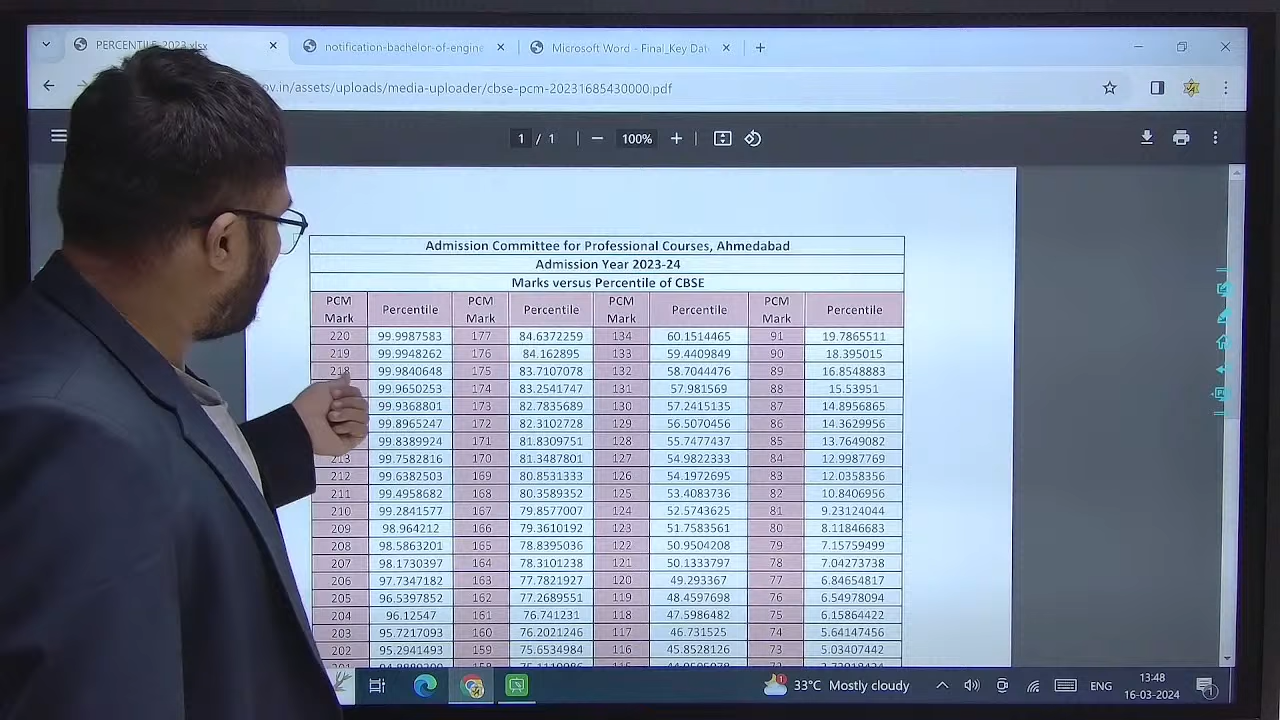 PERCENTILE_2023.xlsx
notification-bachelor-of-engine
Microsoft Word - Final_Key Dat
ov.in/assets/uploads/media-uploader/cbse-pcm-20231685430000.pdf
1 / 1 100%
Admission Committee for Professional Courses, Ahmedabad
Admission Year 2023-24
Marks versus Percentile of CBSE
PCM Mark Percentile PCM Mark Percentile PCM Mark Percentile PCM Mark Percentile
220 99.9987583 177 84.6372259 134 60.1514465 91 19.7865511
219 99.9948262 176 84.162895 133 59.4409849 90 18.395015
218 99.9840648 175 83.7107078 132 58.7044476 89 16.8548883
99.9650253 174 83.2541747 131 57.981569 88 15.53951
99.9368801 173 82.7835689 130 57.2415135 87 14.8956865
99.8965247 172 82.3102728 129 56.5070456 86 14.3629956
99.8389924 171 81.8309751 128 55.7477437 85 13.7649082
213 99.7582816 170 81.3487801 127 54.9822333 84 12.9987769
212 99.6382503 169 80.8531333 126 54.1972695 83 12.0358356
211 99.4958682 168 80.3589352 125 53.4083736 82 10.8406956
210 99.2841577 167 79.8577007 124 52.5743625 81 9.23124044
209 98.964212 166 79.3610192 123 51.7583561 80 8.11846683
208 98.5863201 165 78.8395036 122 50.9504208 79 7.15759499
207 98.1730397 164 78.3101238 121 50.1333797 78 7.04273738
206 97.7347182 163 77.7821927 120 49.293367 77 6.84654817
205 96.5397852 162 77.2689551 119 48.4597698 76 6.54978094
204 96.12547 161 76.741231 118 47.5986482 75 6.15864422
203 95.7217093 160 76.2021246 117 46.731525 74 5.64147456
202 95.2941493 159 75.6534984 116 45.8528126 73 5.03407442
33°C Mostly cloudy ENG 13:48
16-03-2024